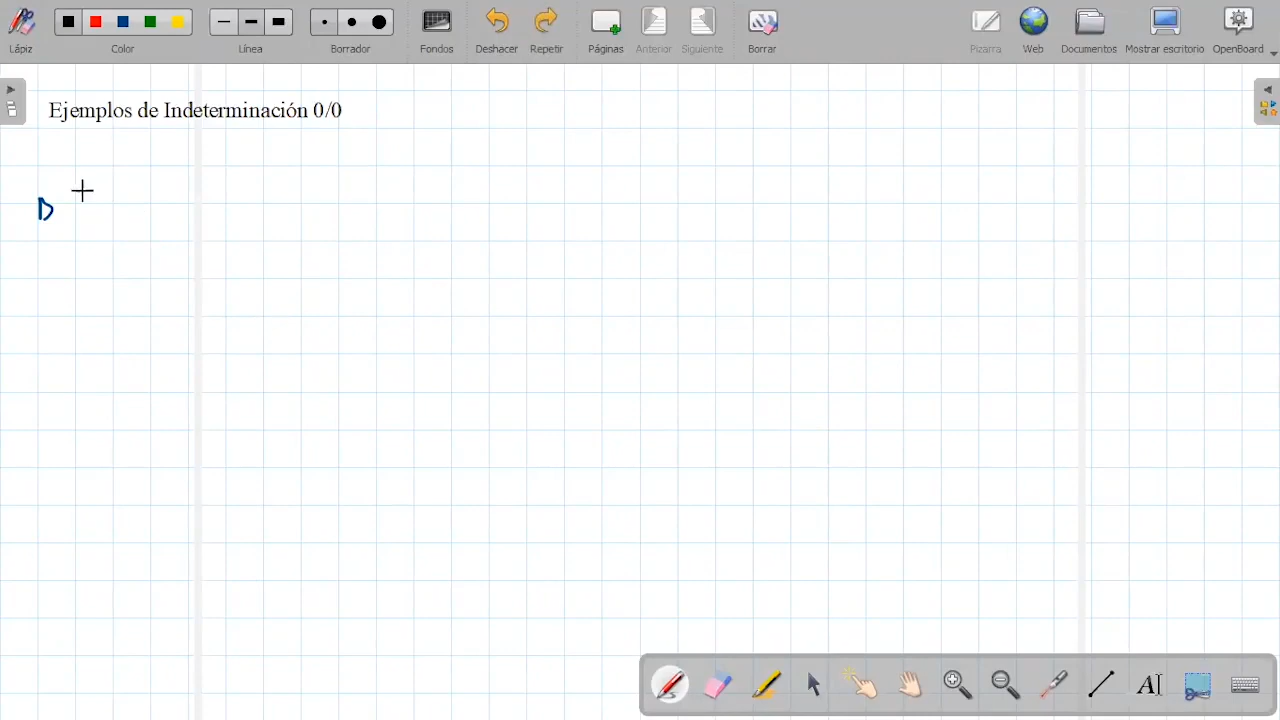 Lápiz Color Línea Borrador Fondos Deshacer Repetir Páginas Anterior Siguiente Borrar Pizarra Web Documentos Mostrar escritorio OpenBoard
Ejemplos de Indeterminación 0/0